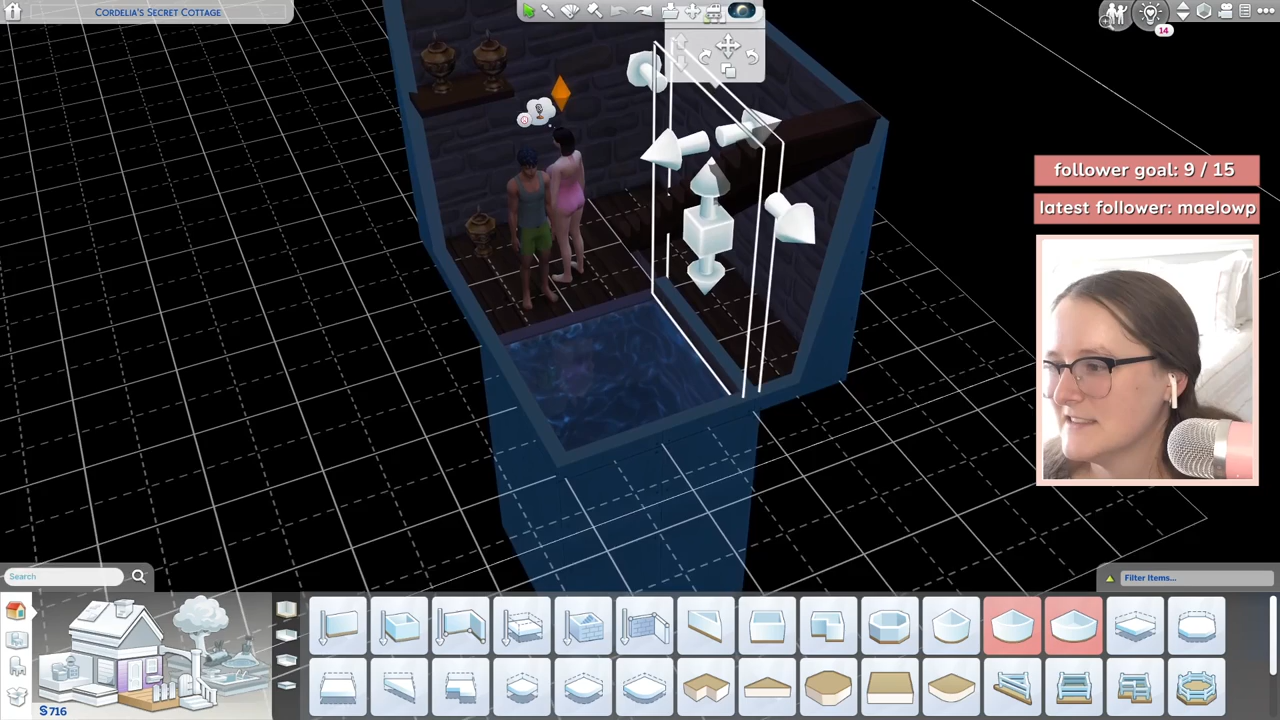 CORDELIA'S SECRET COTTAGE
14
follower goal: 9 / 15
latest follower: maelowp
Search
Filter Items...
$716